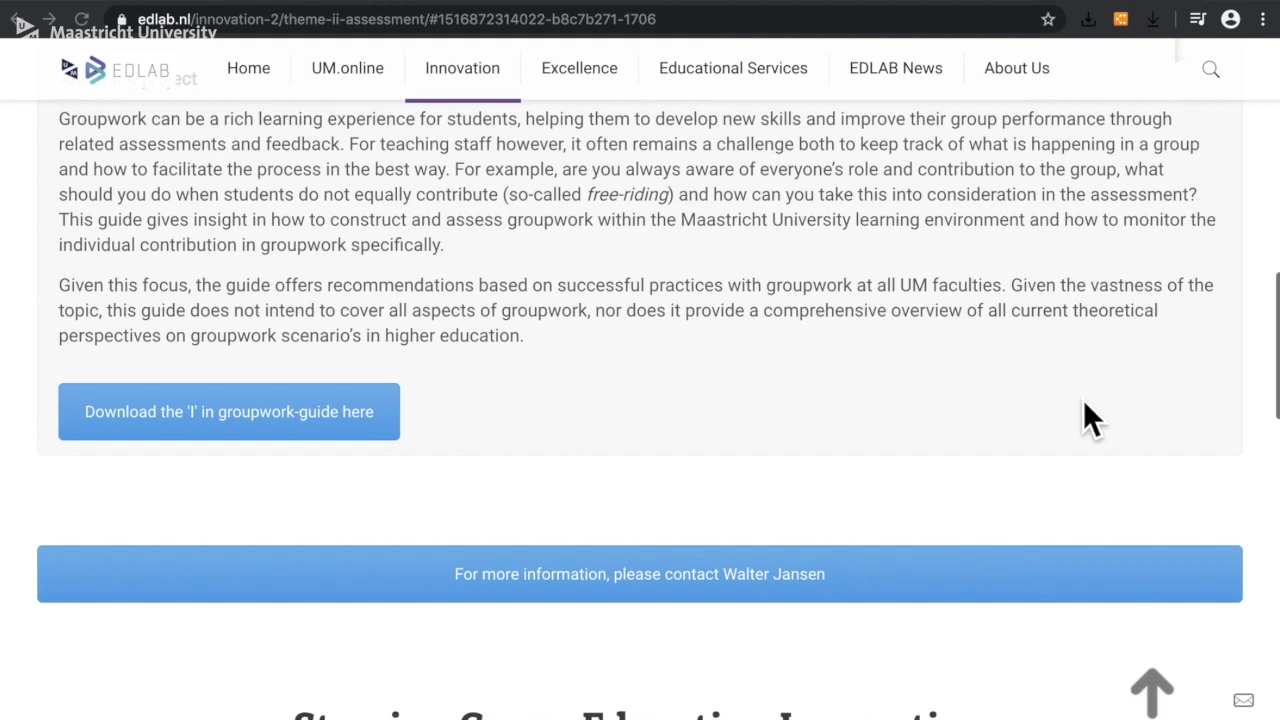 edlab.nl/innovation-2/theme-ii-assessment/#1516872314022-b8c7b271-1706
Maastricht University
EDLAB
Home
UM.online
Innovation
Excellence
Educational Services
EDLAB News
About Us
Groupwork can be a rich learning experience for students, helping them to develop new skills and improve their group performance through
related assessments and feedback. For teaching staff however, it often remains a challenge both to keep track of what is happening in a group
and how to facilitate the process in the best way. For example, are you always aware of everyone’s role and contribution to the group, what
should you do when students do not equally contribute (so-called free-riding) and how can you take this into consideration in the assessment?
This guide gives insight in how to construct and assess groupwork within the Maastricht University learning environment and how to monitor the
individual contribution in groupwork specifically.
Given this focus, the guide offers recommendations based on successful practices with groupwork at all UM faculties. Given the vastness of the
topic, this guide does not intend to cover all aspects of groupwork, nor does it provide a comprehensive overview of all current theoretical
perspectives on groupwork scenario’s in higher education.
Download the 'I' in groupwork-guide here
For more information, please contact Walter Jansen